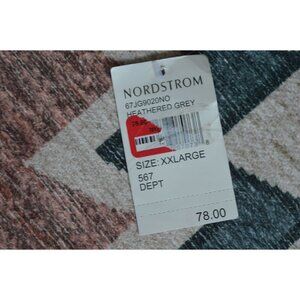 NORDSTROM
67JG9020NO
HEATHERED GREY
SIZE: XXLARGE
567
DEPT
78.00